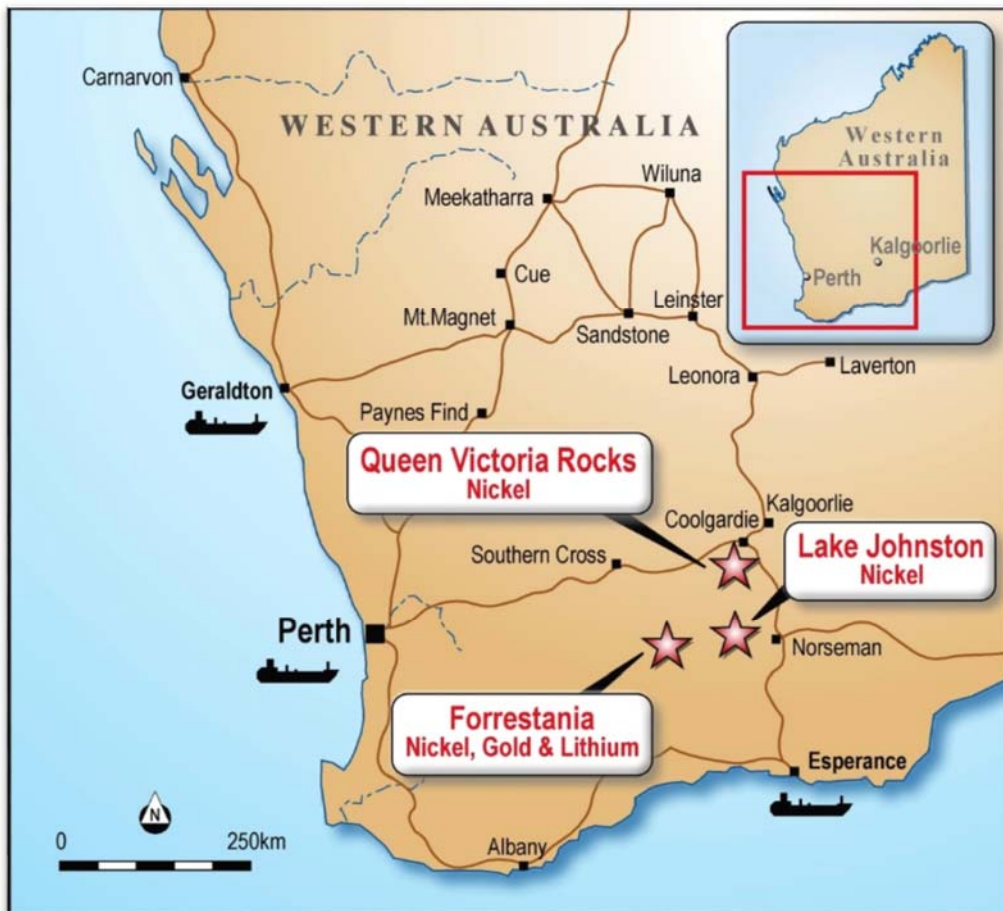 Carnarvon
WESTERN AUSTRALIA
Western
Australia
Kalgoorlie
Perth
Wiluna
Meekatharra
Cue
Leinster
Mt.Magnet
Sandstone
Laverton
Leonora
Geraldton
Paynes Find
Queen Victoria Rocks
Nickel
Kalgoorlie
Coolgardie
Southern Cross
Lake Johnston
Nickel
Perth
Norseman
Forrestania
Nickel, Gold & Lithium
Esperance
N
0 250km
Albany